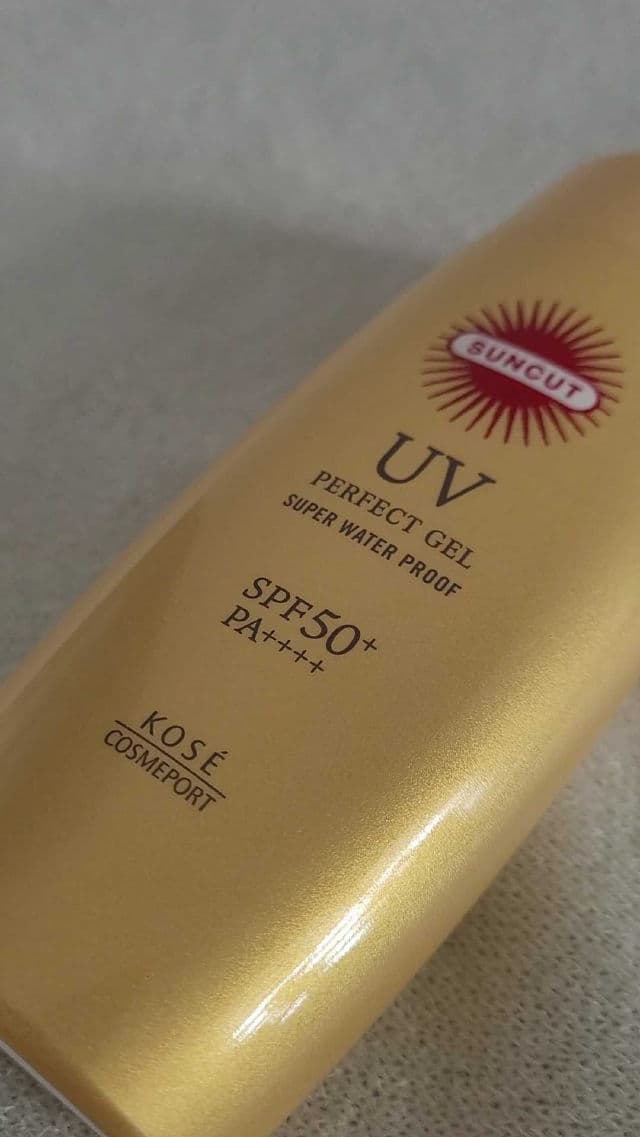 SUNCUT
UV
PERFECT GEL
SUPER WATER PROOF
SPF50+
PA++++
KOSÉ
COSMEPORT